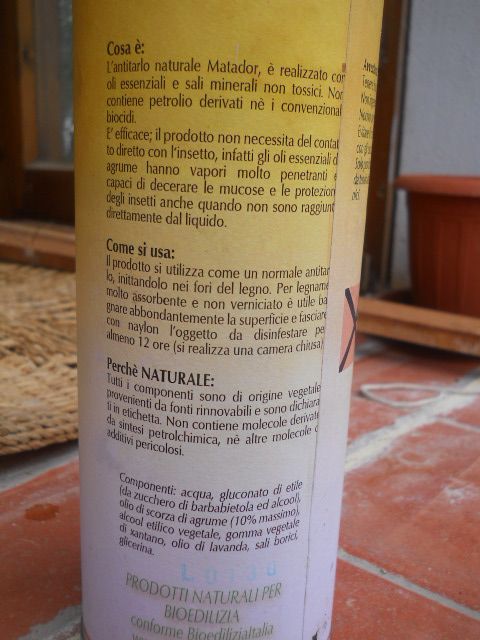 Cosa è:
L'antitarlo naturale Matador, è realizzato con
oli essenziali e sali minerali non tossici. Non
contiene petrolio derivati nè i convenzional
biocidi.
E' efficace; il prodotto non necessita del contat
to diretto con l'insetto, infatti gli oli essenziali d
agrume hanno vapori molto penetranti e
capaci di decerare le mucose e le protezion
degli insetti anche quando non sono raggiunt
direttamente dal liquido.
Come si usa:
Il prodotto si utilizza come un normale antitar
lo, inittandolo nei fori del legno. Per legname
molto assorbente e non verniciato è utile ba
gnare abbondantemente la superficie e fasciare
con naylon l'oggetto da disinfestare pe
almeno 12 ore (si realizza una camera chiusa)
Perchè NATURALE:
Tutti i componenti sono di origine vegetale
provenienti da fonti rinnovabili e sono dichiara
ti in etichetta. Non contiene molecole derivate
da sintesi petrolchimica, nè altre molecole o
additivi pericolosi.
Componenti: acqua, gluconato di etile
(da zucchero di barbabietola ed alcool),
olio di scorza di agrume (10% massimo),
alcool etilico vegetale, gomma vegetale
di xantano, olio di lavanda, sali borici,
glicerina.
L0130
PRODOTTI NATURALI PER
BIOEDILIZIA
conforme BioediliziaItalia